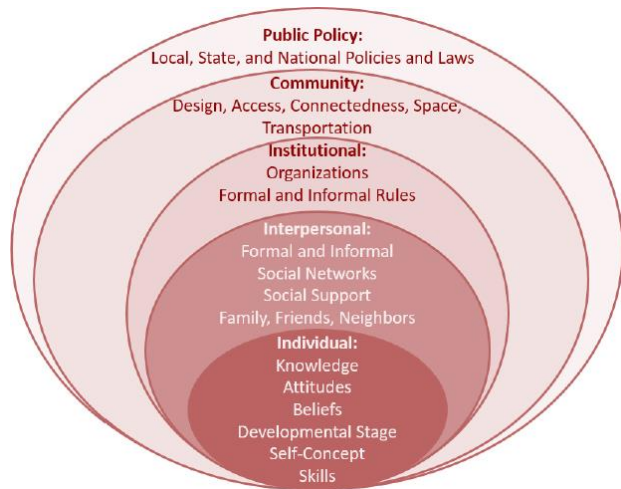 Public Policy:
Local, State, and National Policies and Laws
Community:
Design, Access, Connectedness, Space,
Transportation
Institutional:
Organizations
Formal and Informal Rules
Interpersonal:
Formal and Informal
Social Networks
Social Support
Family, Friends, Neighbors
Individual:
Knowledge
Attitudes
Beliefs
Developmental Stage
Self-Concept
Skills